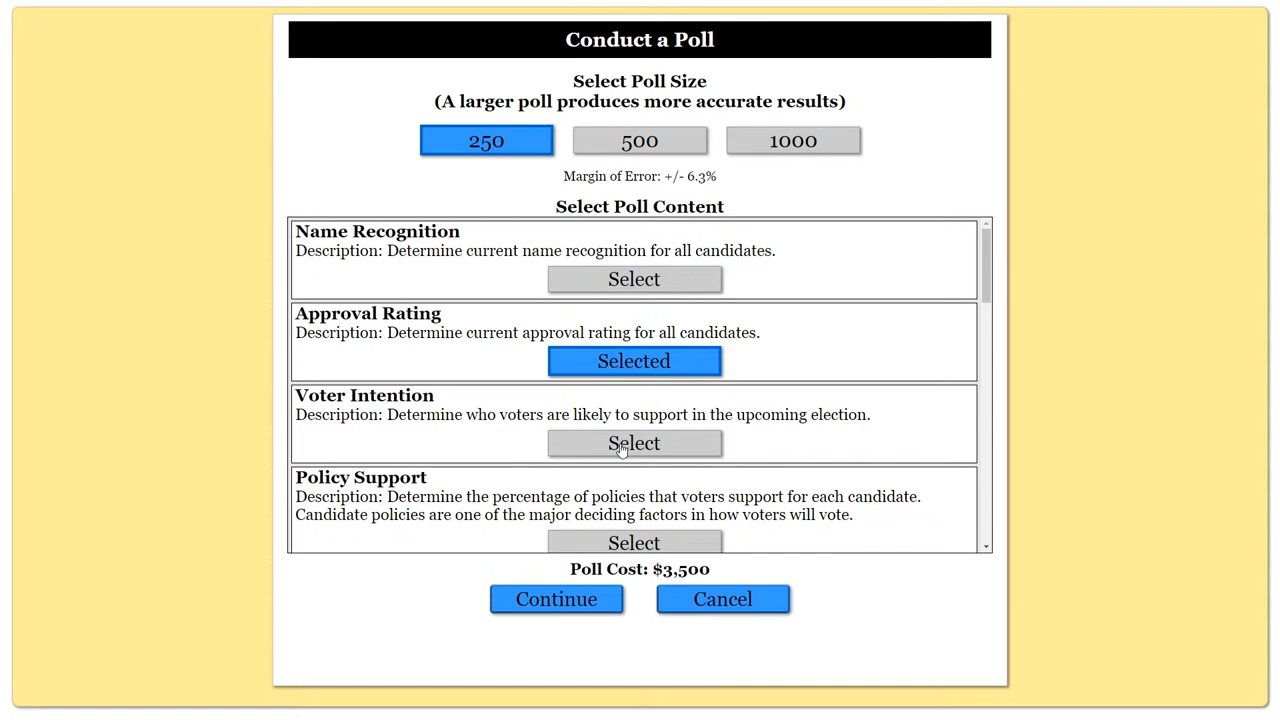 Conduct a Poll
Select Poll Size
(A larger poll produces more accurate results)
250 500 1000
Margin of Error: +/- 6.3%
Select Poll Content
Name Recognition
Description: Determine current name recognition for all candidates.
Select
Approval Rating
Description: Determine current approval rating for all candidates.
Selected
Voter Intention
Description: Determine who voters are likely to support in the upcoming election.
Select
Policy Support
Description: Determine the percentage of policies that voters support for each candidate.
Candidate policies are one of the major deciding factors in how voters will vote.
Select
Poll Cost: $3,500
Continue Cancel